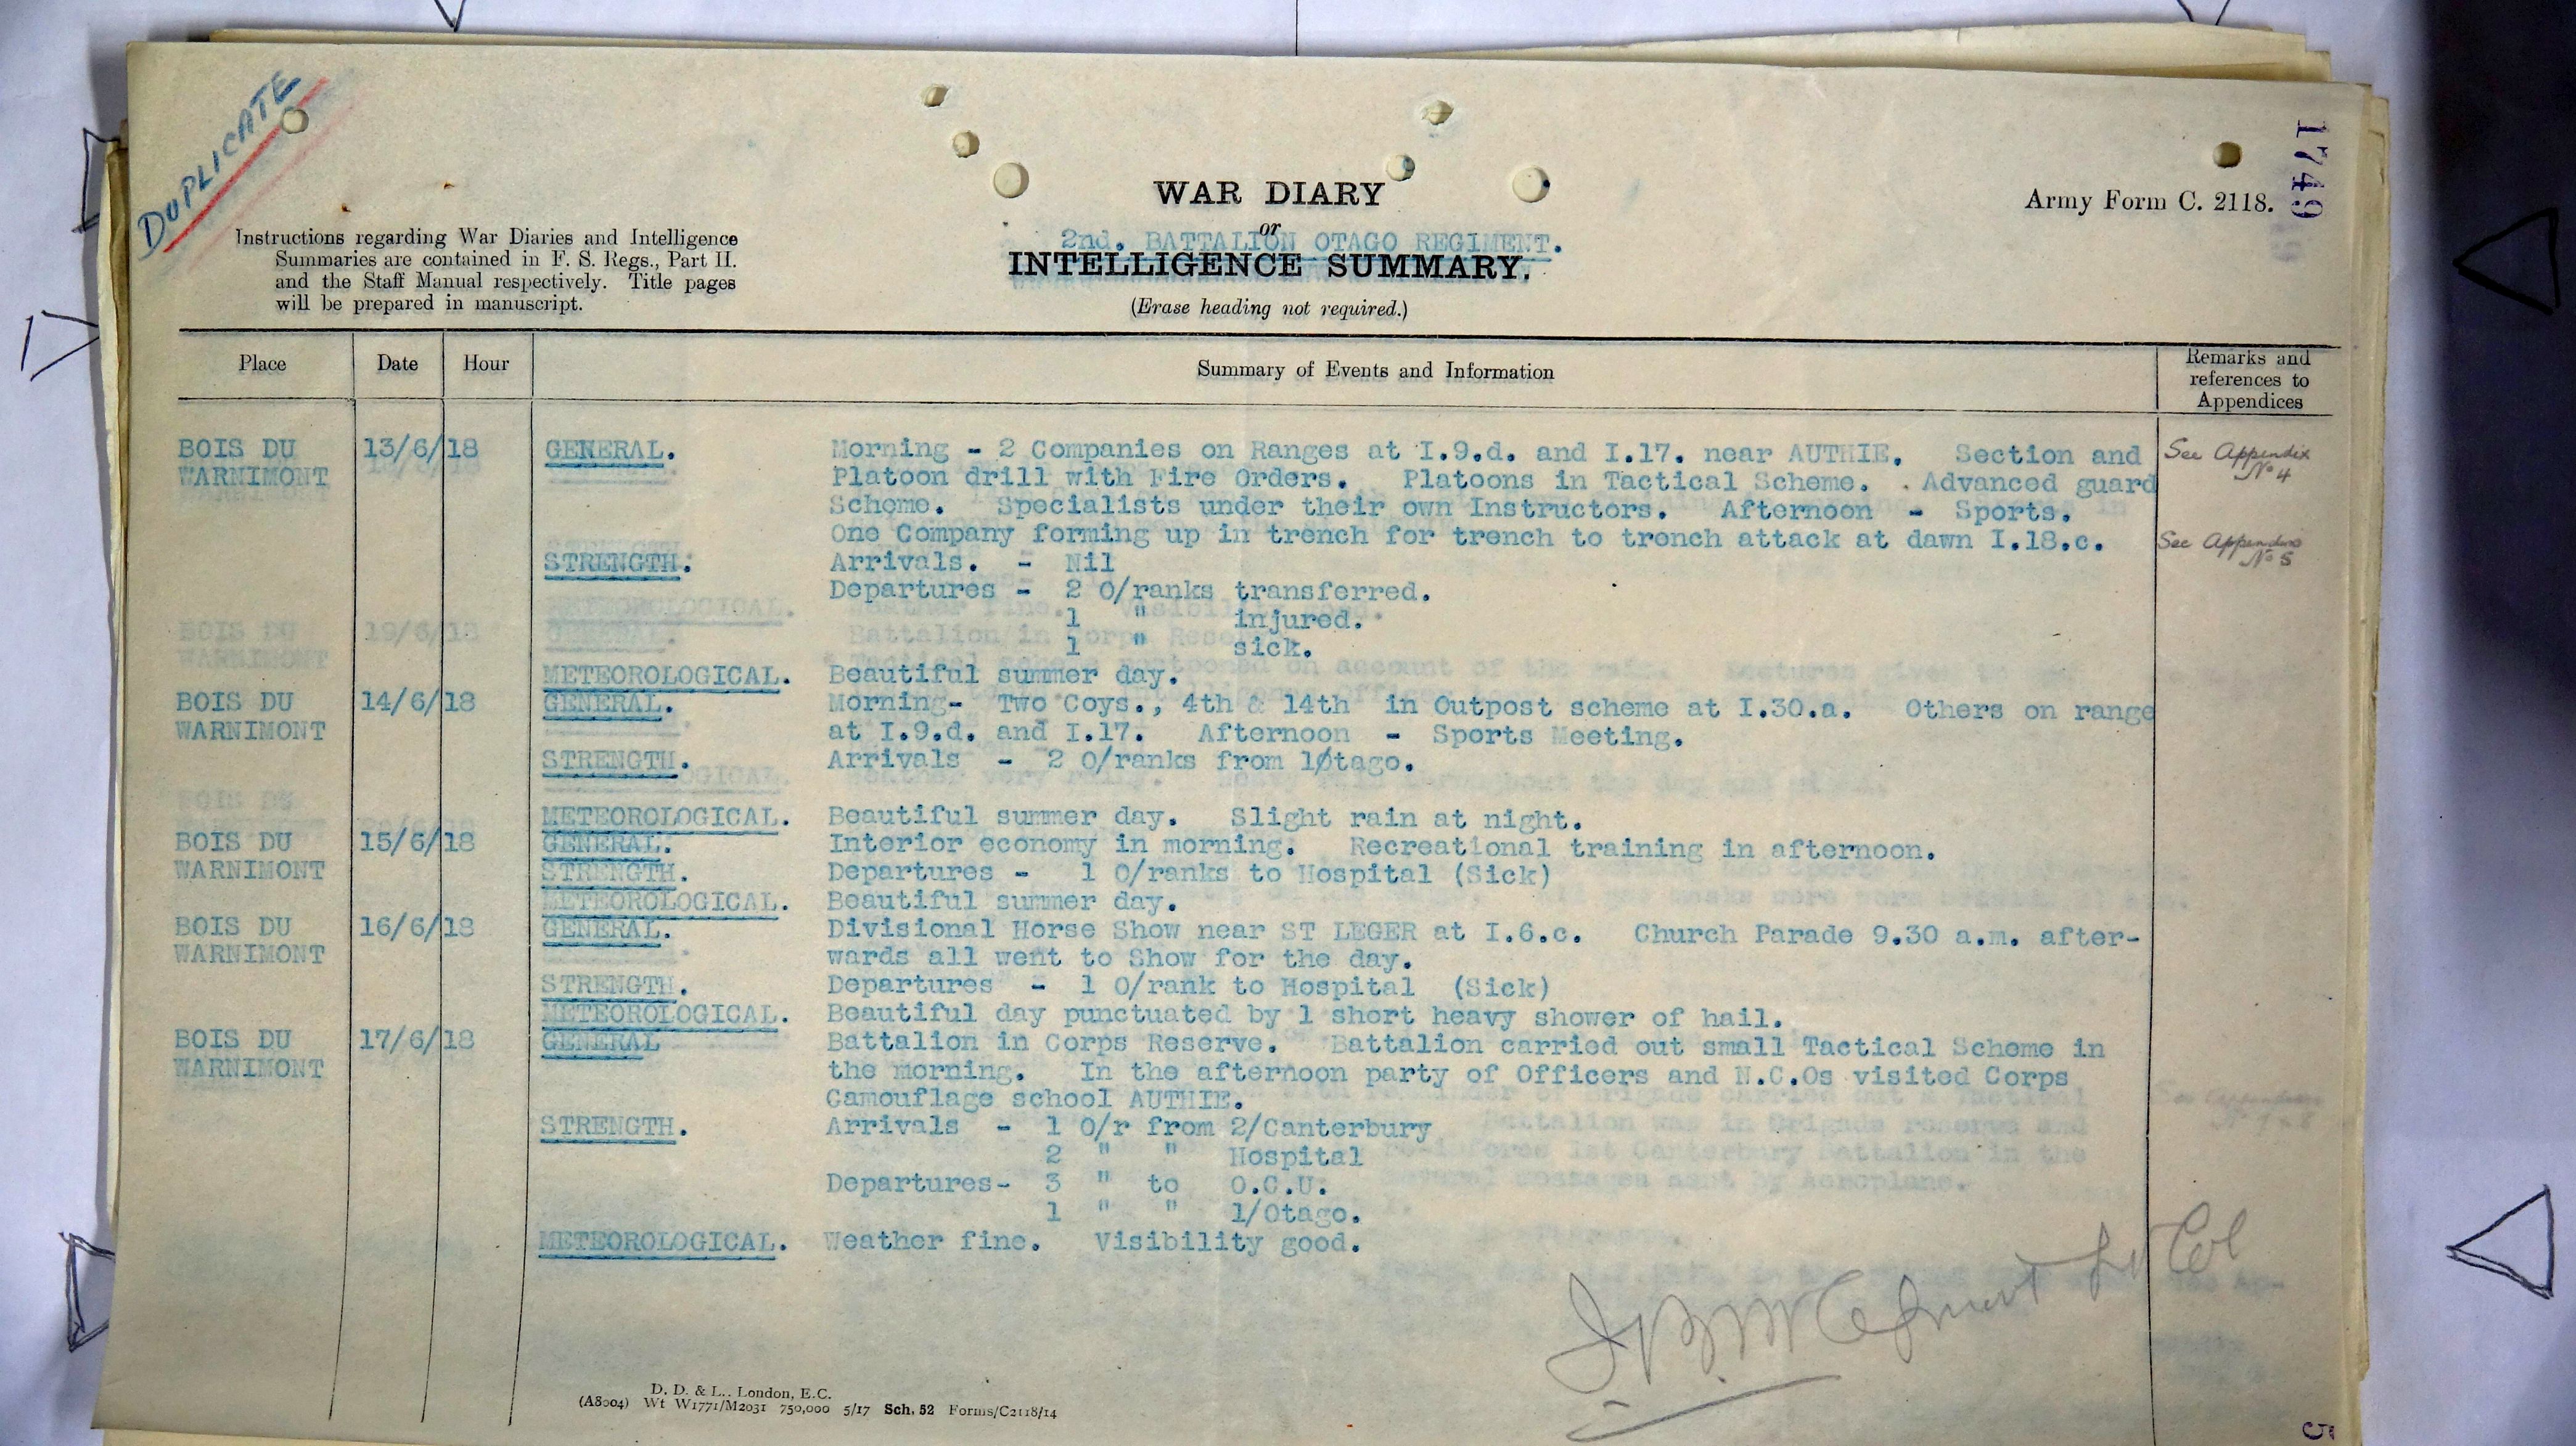 DUPLICATE
1749
Army Form C. 2118.
WAR DIARY
or
2nd. BATTALION OTAGO REGIMENT.
INTELLIGENCE SUMMARY.
(Erase heading not required.)
Instructions regarding War Diaries and Intelligence
Summaries are contained in F. S. Regs., Part II.
and the Staff Manual respectively. Title pages
will be prepared in manuscript.
Place Date Hour Summary of Events and Information Remarks and
references to
Appendices
BOIS DU 13/6/18 GENERAL. Morning - 2 Companies on Ranges at I.9.d. and I.17. near AUTHIE. Section and See Appendix
WARNIMONT Platoon drill with Fire Orders. Platoons in Tactical Scheme. Advanced guard No 4
Scheme. Specialists under their own Instructors. Afternoon - Sports.
One Company forming up in trench for trench to trench attack at dawn I.18.c. See Appendix
STRENGTH: Arrivals. - Nil No 5
Departures - 2 O/ranks transferred.
1 " injured.
1 " sick.
METEOROLOGICAL. Beautiful summer day.
BOIS DU 14/6/18 GENERAL. Morning- Two Coys., 4th & 14th in Outpost scheme at I.30.a. Others on range
WARNIMONT at I.9.d. and I.17. Afternoon - Sports Meeting.
STRENGTH. Arrivals - 2 O/ranks from 1/Otago.
METEOROLOGICAL. Beautiful summer day. Slight rain at night.
BOIS DU 15/6/18 GENERAL. Interior economy in morning. Recreational training in afternoon.
WARNIMONT STRENGTH. Departures - 1 O/ranks to Hospital (Sick)
METEOROLOGICAL. Beautiful summer day.
BOIS DU 16/6/18 GENERAL. Divisional Horse Show near ST LEGER at I.6.c. Church Parade 9.30 a.m. after-
WARNIMONT wards all went to Show for the day.
STRENGTH. Departures - 1 O/rank to Hospital (Sick)
METEOROLOGICAL. Beautiful day punctuated by 1 short heavy shower of hail.
BOIS DU 17/6/18 GENERAL Battalion in Corps Reserve. Battalion carried out small Tactical Scheme in
WARNIMONT the morning. In the afternoon party of Officers and N.C.Os visited Corps
Camouflage school AUTHIE.
STRENGTH. Arrivals - 1 O/r from 2/Canterbury
2 " " Hospital
Departures- 3 " to O.C.U.
1 " " 1/Otago.
METEOROLOGICAL. Weather fine. Visibility good.
Lt Col
D. D. & L., London, E.C.
(A8004) Wt W1771/M2031 750,000 5/17 Sch. 52 Forms/C2118/14
5